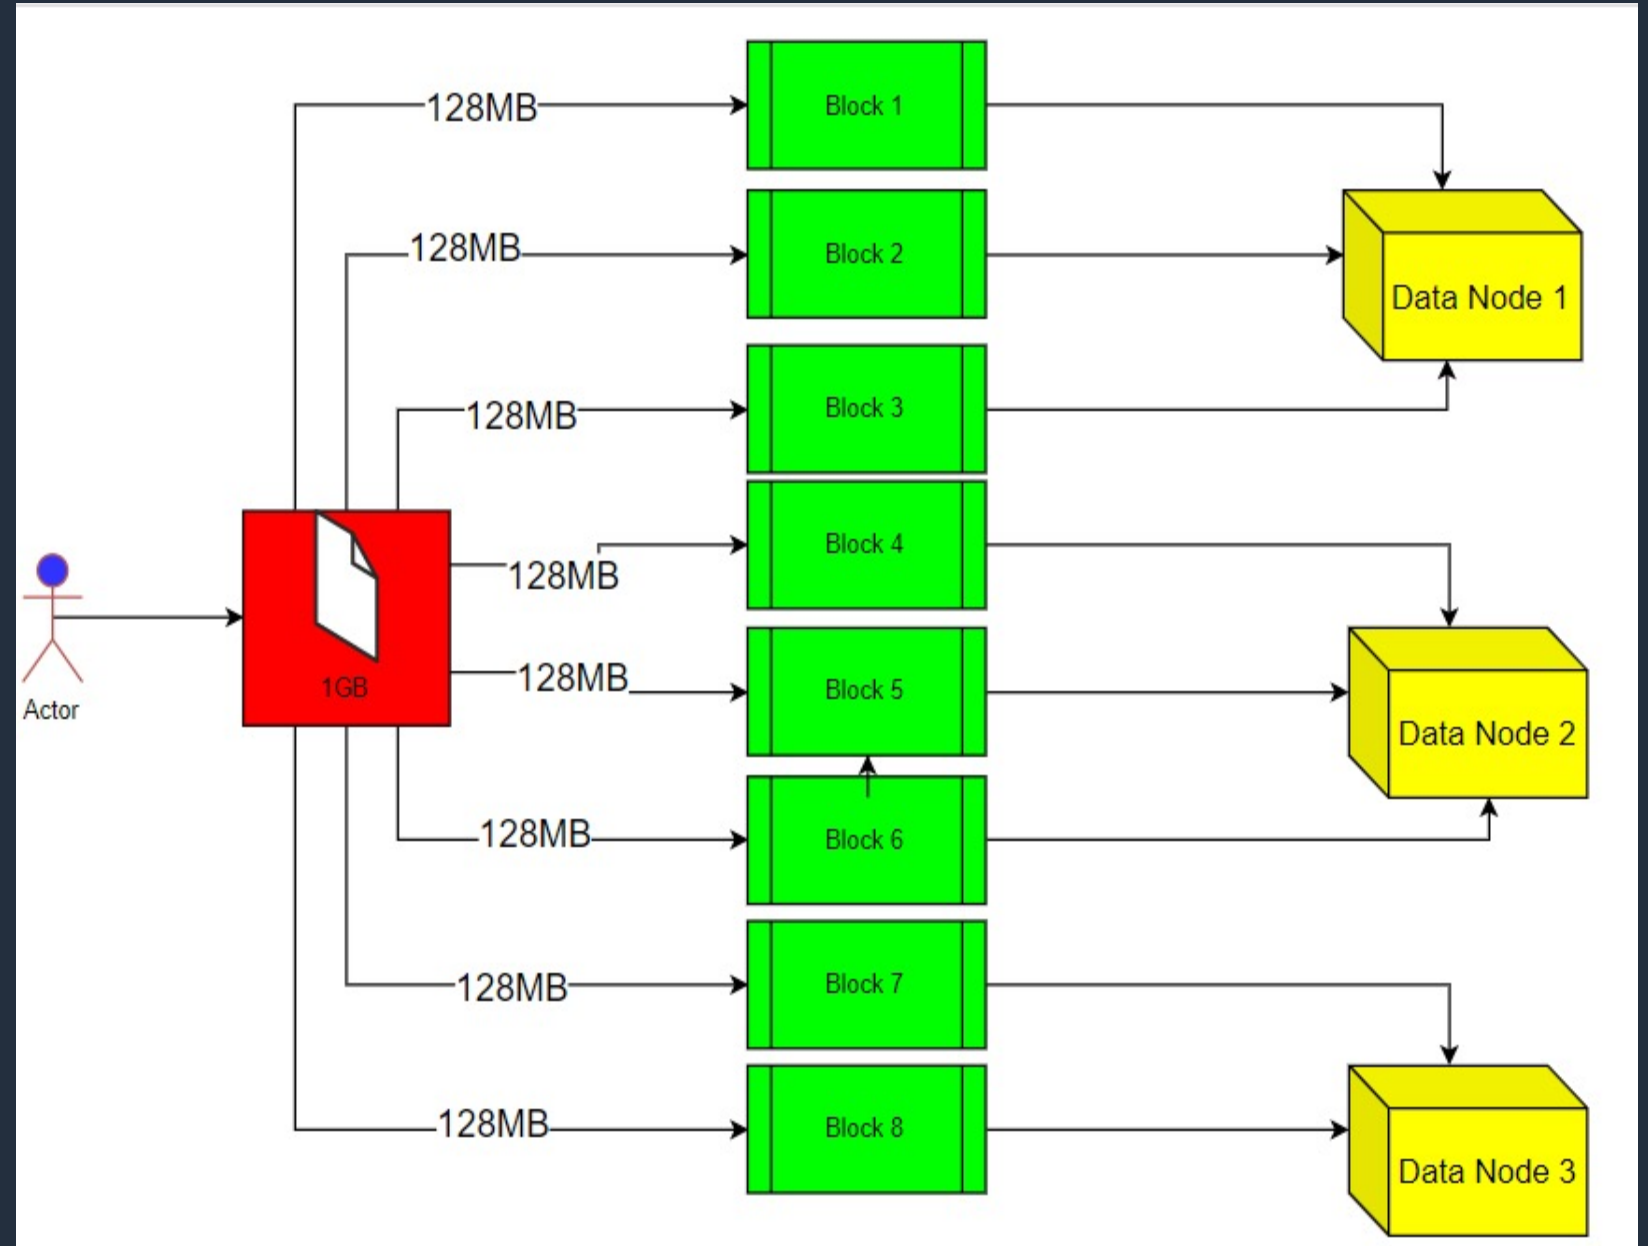 128MB
Block 1
128MB
Block 2
Data Node 1
128MB
Block 3
128MB
Block 4
Actor
1GB
128MB
Block 5
Data Node 2
128MB
Block 6
128MB
Block 7
128MB
Block 8
Data Node 3